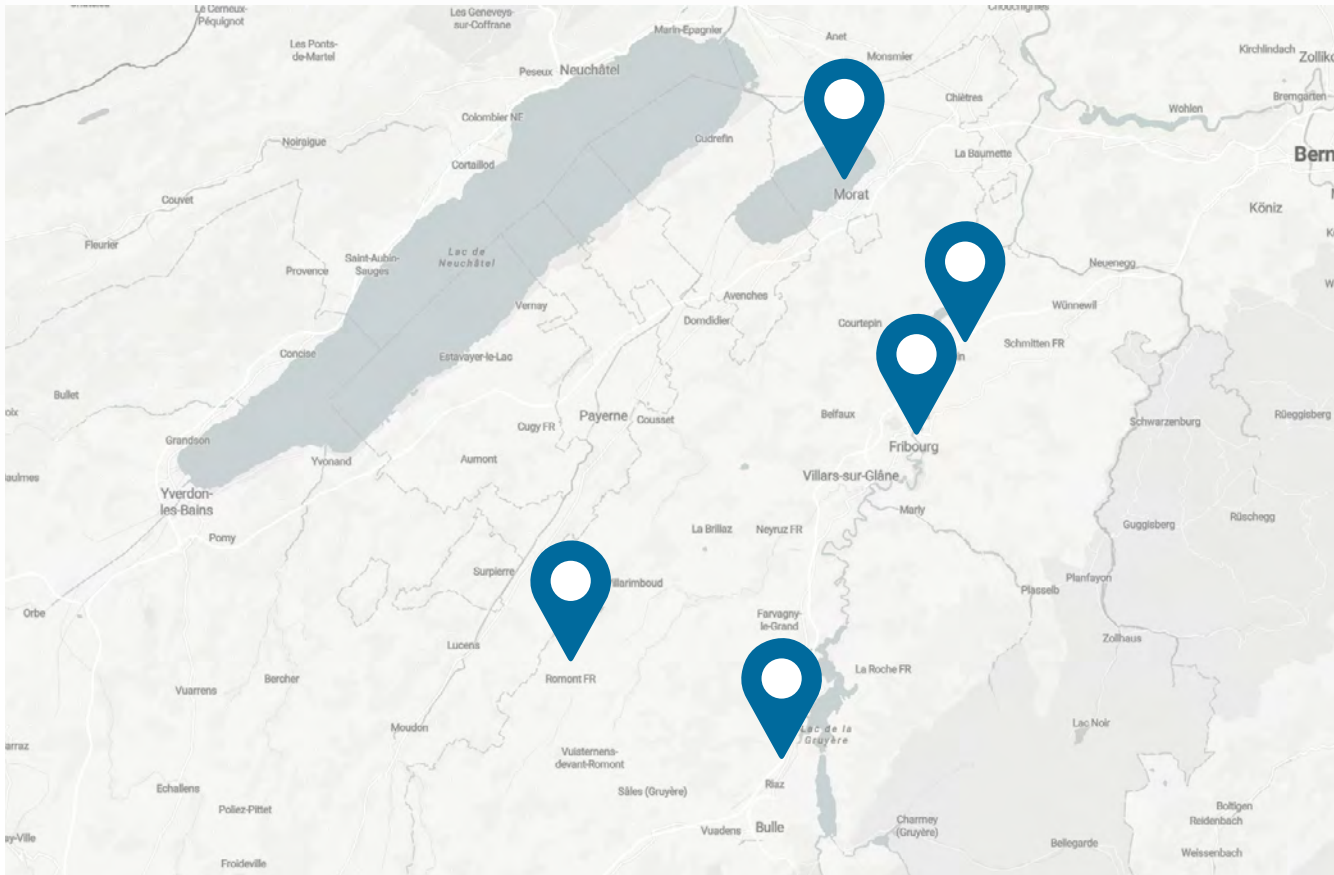 Le Cerneux-
Péquignot
Les Geneveys-
sur-Coffrane
Chouchignies
Marin-Epagnier
Anet
Les Ponts-
de-Martel
Monsmier
Kirchlindach
Peseux
Neuchâtel
Chiètres
Bremgarten
Wohlen
Colombier NE
Noiraigue
Cudrefin
La Baumette
Bern
Cortaillod
Couvet
Morat
Köniz
Fleurier
Lac de
Neuchâtel
Saint-Aubin-
Sauges
Provence
Neuenegg
Avenches
Vernay
Wünnewil
Domdidier
Courtepin
Schmitten FR
Concise
Estavayer-le-Lac
Bullet
Payerne
Cousset
Belfaux
Rüeggisberg
Schwarzenburg
Cugy FR
Grandson
Fribourg
Yvonand
Aumont
Villars-sur-Glâne
Yverdon-
les-Bains
Marly
Rüschegg
Guggisberg
La Brillaz
Neyruz FR
Pomy
Surpierre
Planfayon
Plasselb
Orbe
Farvagny-
le-Grand
Zollhaus
Lucens
La Roche FR
Bercher
Romont FR
Vuarrens
Lac Noir
Moudon
Lac de la
Gruyère
Vuisternens-
devant-Romont
Riaz
Echallens
Sâles (Gruyère)
Boltigen
Poliez-Pittet
Reidenbach
Charmey
(Gruyère)
Vuadens
Bulle
Bellegarde
Weissenbach
Froideville